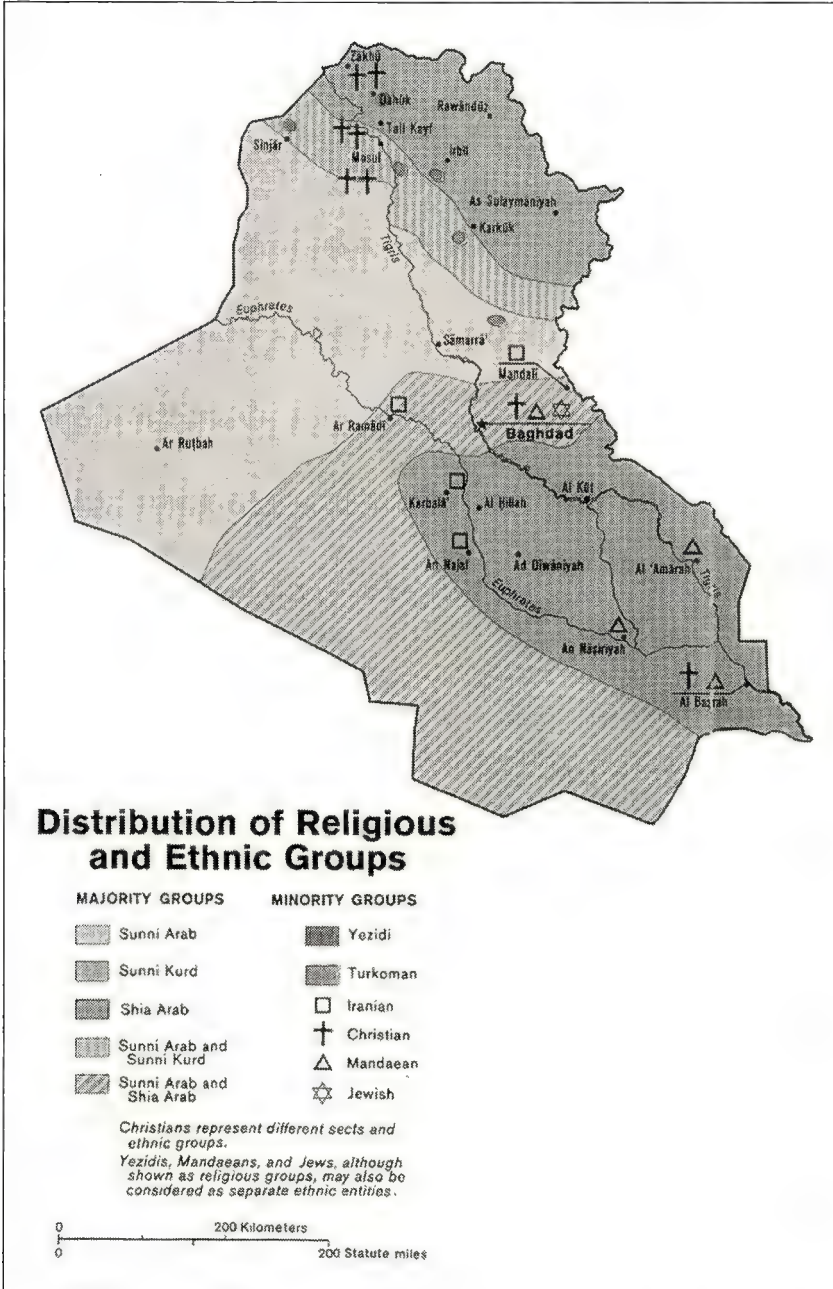 Zākhū
Dahūk
Rawāndūz
Tall Kayf
Sinjār
Mosul
Irbīl
As Sulaymānīyah
Karkūk
Tigris
Euphrates
Sāmarrā'
Mandalī
Ar Ramādī
Baghdad
Ar Ruṭbah
Al Kūt
Karbalā'
Al Ḥillah
An Najaf
Ad Dīwānīyah
Al 'Amārah
Tigris
Euphrates
An Nāṣirīyah
Al Baṣrah
Distribution of Religious
and Ethnic Groups
MAJORITY GROUPS
Sunni Arab
Sunni Kurd
Shia Arab
Sunni Arab and
Sunni Kurd
Sunni Arab and
Shia Arab
MINORITY GROUPS
Yezidi
Turkoman
Iranian
Christian
Mandaean
Jewish
Christians represent different sects and
ethnic groups.
Yezidis, Mandaeans, and Jews, although
shown as religious groups, may also be
considered as separate ethnic entities.
0 200 Kilometers
0 200 Statute miles